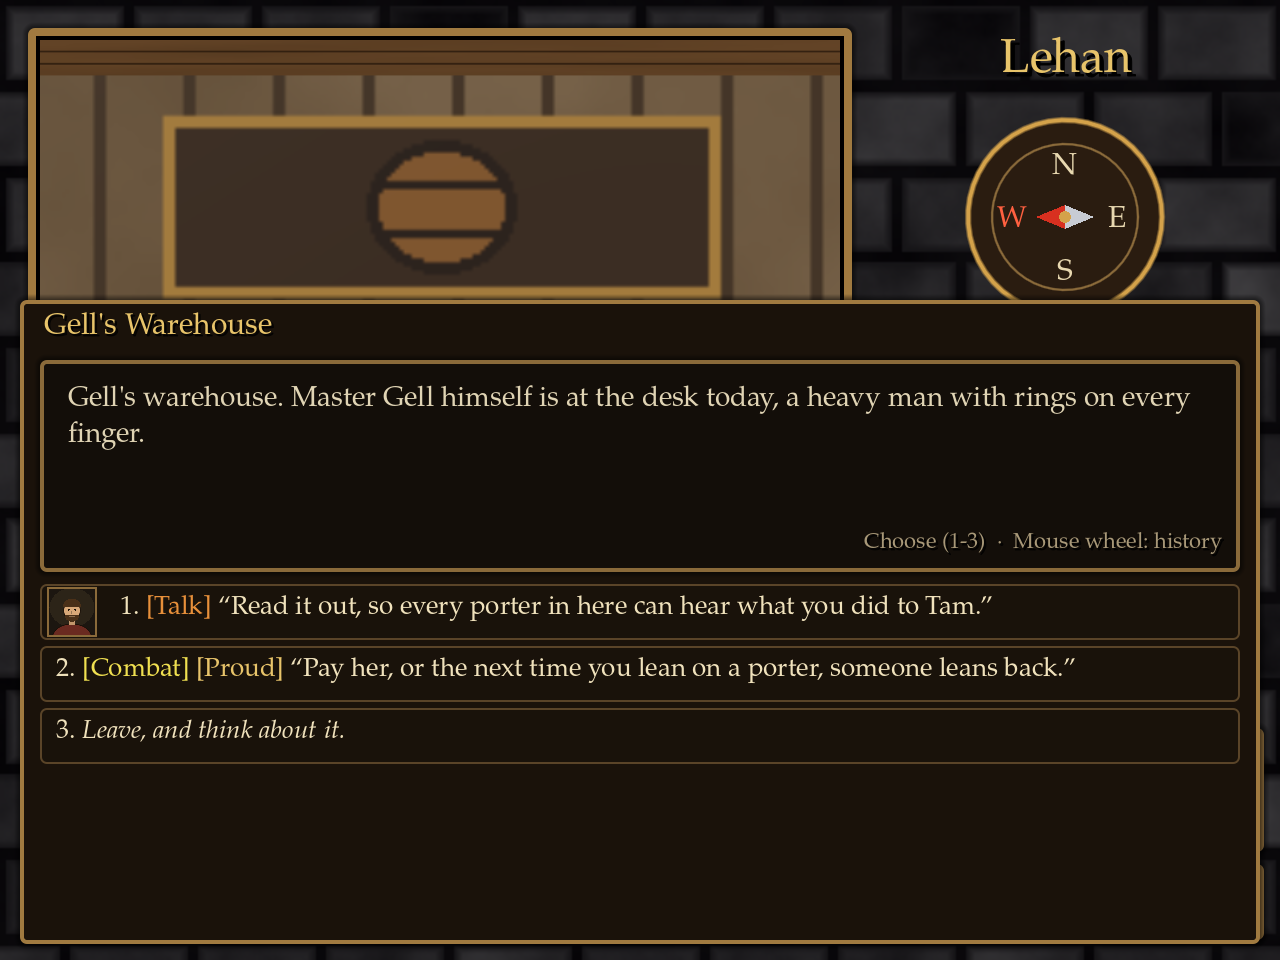 Lehan
N
W E
S
Gell's Warehouse
Gell's warehouse. Master Gell himself is at the desk today, a heavy man with rings on every
finger.
Choose (1-3) · Mouse wheel: history
1. [Talk] “Read it out, so every porter in here can hear what you did to Tam.”
2. [Combat] [Proud] “Pay her, or the next time you lean on a porter, someone leans back.”
3. Leave, and think about it.